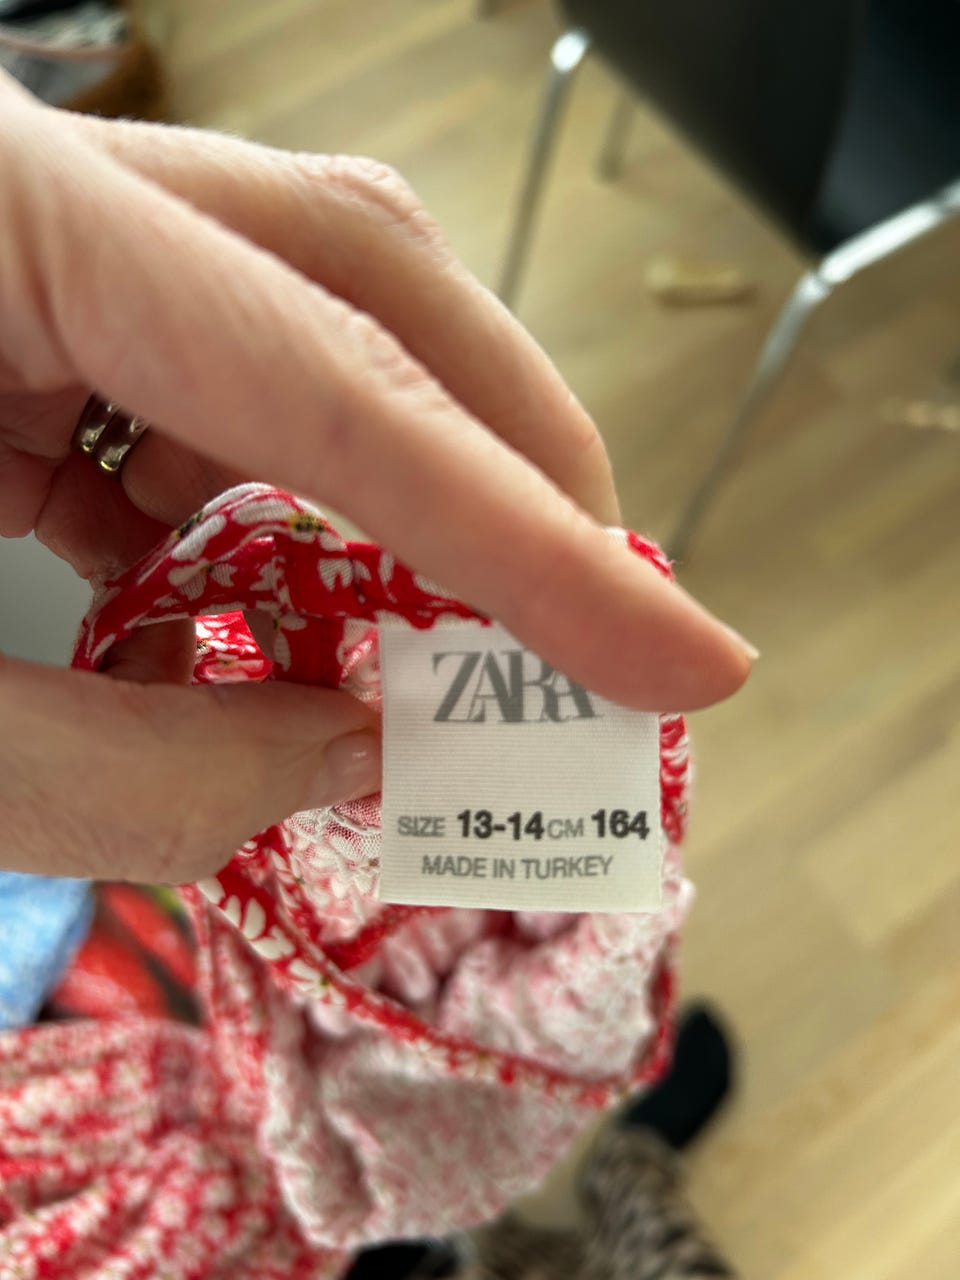 ZARA
SIZE 13-14 CM 164
MADE IN TURKEY